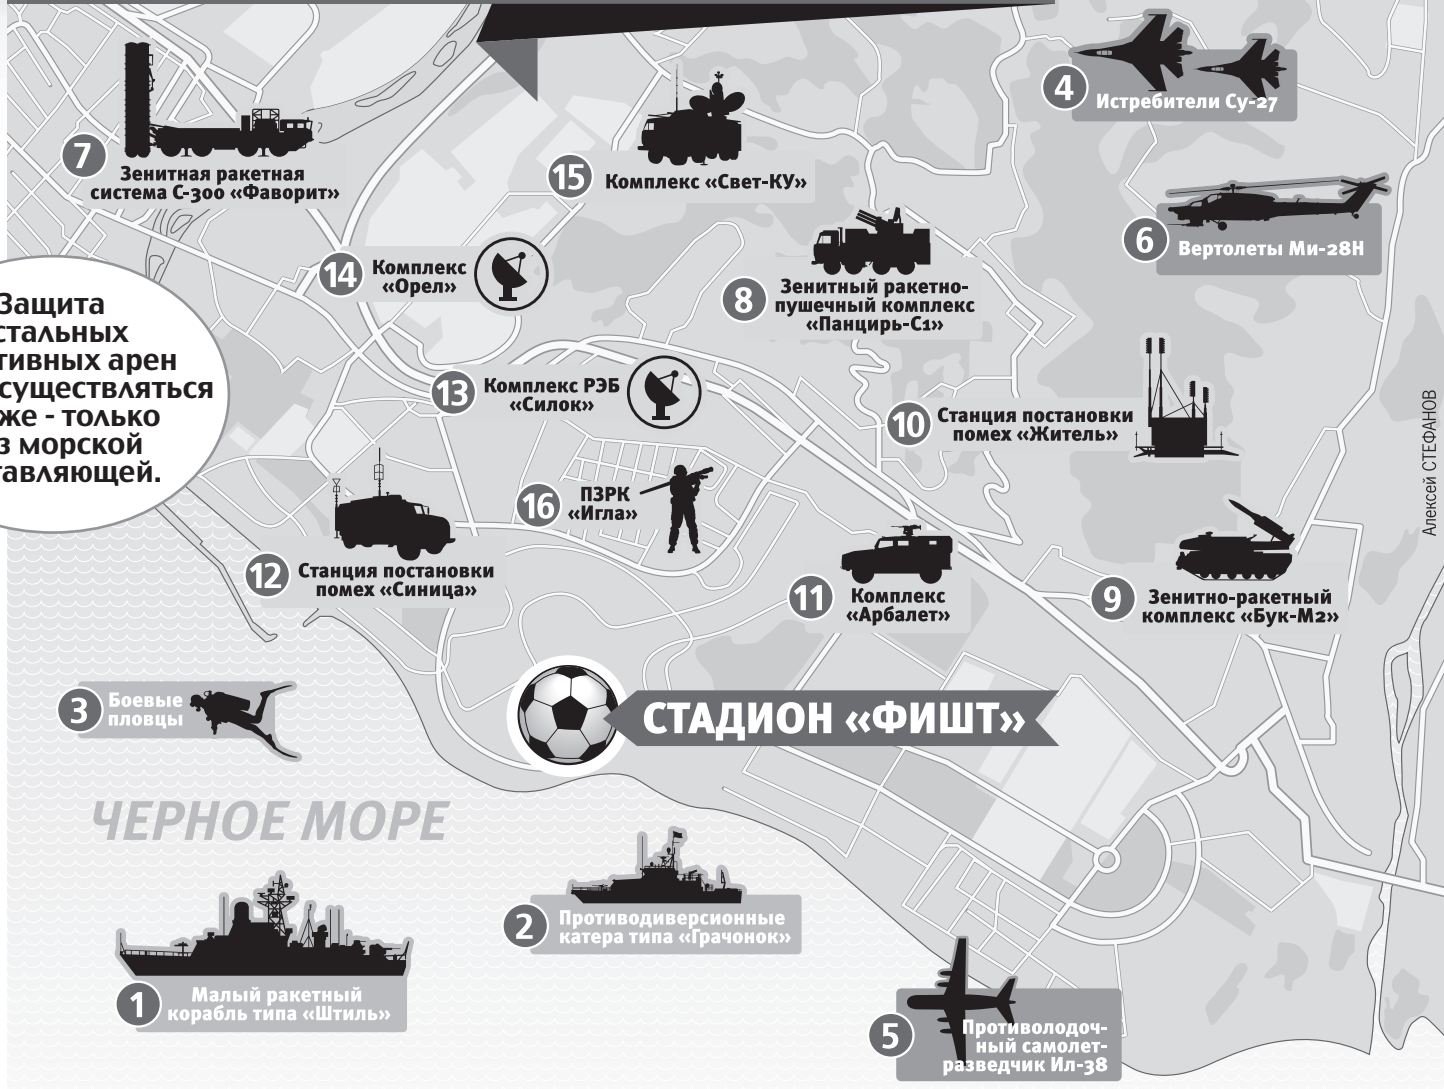 4
Истребители Су-27
7
Зенитная ракетная
система С-300 «Фаворит»
15
Комплекс «Свет-КУ»
6
Вертолеты Ми-28Н
14
Комплекс
«Орел»
8
Зенитный ракетно-
пушечный комплекс
«Панцирь-С1»
Защита
стальных
тивных арен
существляться
же - только
з морской
тавляющей.
13
Комплекс РЭБ
«Силок»
10
Станция постановки
помех «Житель»
Алексей СТЕФАНОВ
16
ПЗРК
«Игла»
12
Станция постановки
помех «Синица»
11
Комплекс
«Арбалет»
9
Зенитно-ракетный
комплекс «Бук-М2»
3
Боевые
пловцы
СТАДИОН «ФИШТ»
ЧЕРНОЕ МОРЕ
2
Противодиверсионные
катера типа «Грачонок»
1
Малый ракетный
корабль типа «Штиль»
5
Противолодоч-
ный самолет-
разведчик Ил-38